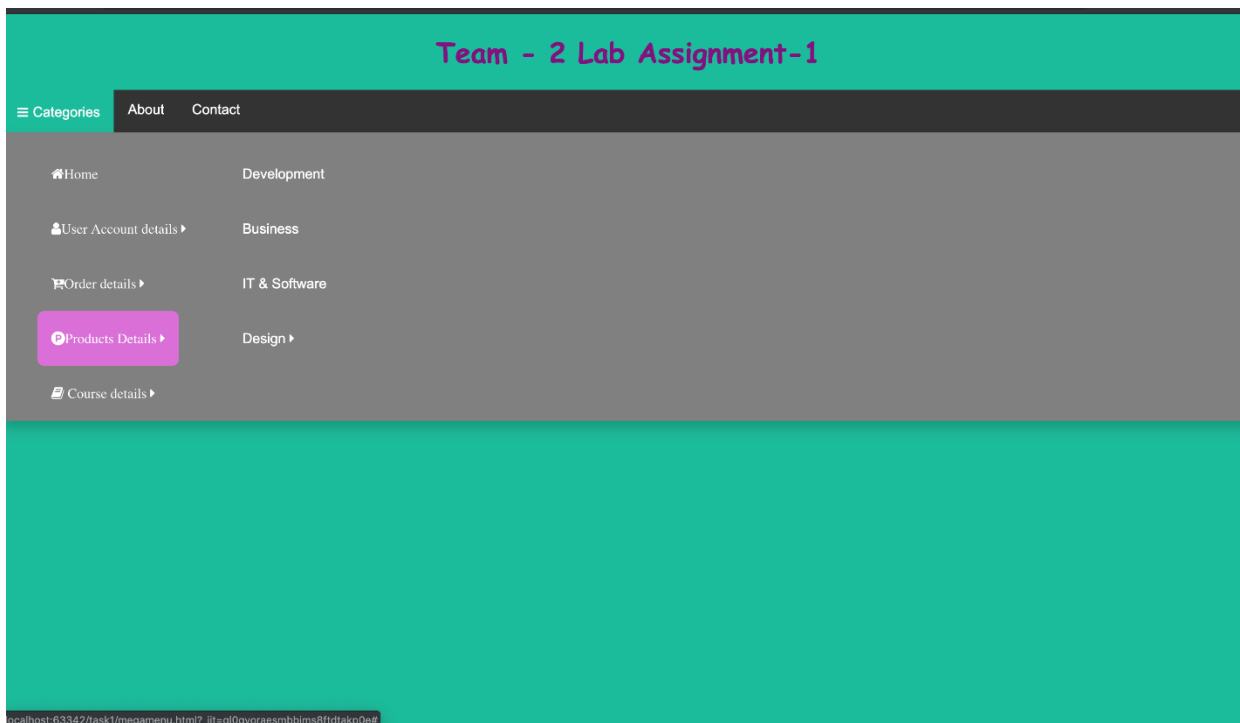 Team - 2 Lab Assignment-1
Categories About Contact
Home Development
User Account details Business
Order details IT & Software
Products Details Design
Course details